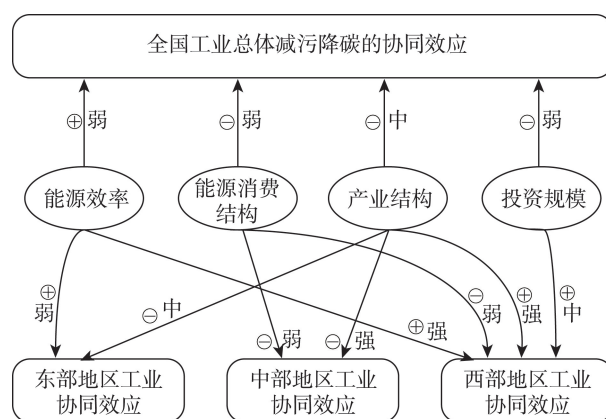 全国工业总体减污降碳的协同效应
⊕弱 ⊖弱 ⊖中 ⊖弱
能源效率
能源消费
结构
产业结构
投资规模
⊕弱
⊖中
⊖弱
⊖强
⊕强
⊖弱
⊕强
⊕中
东部地区工业
协同效应
中部地区工业
协同效应
西部地区工业
协同效应